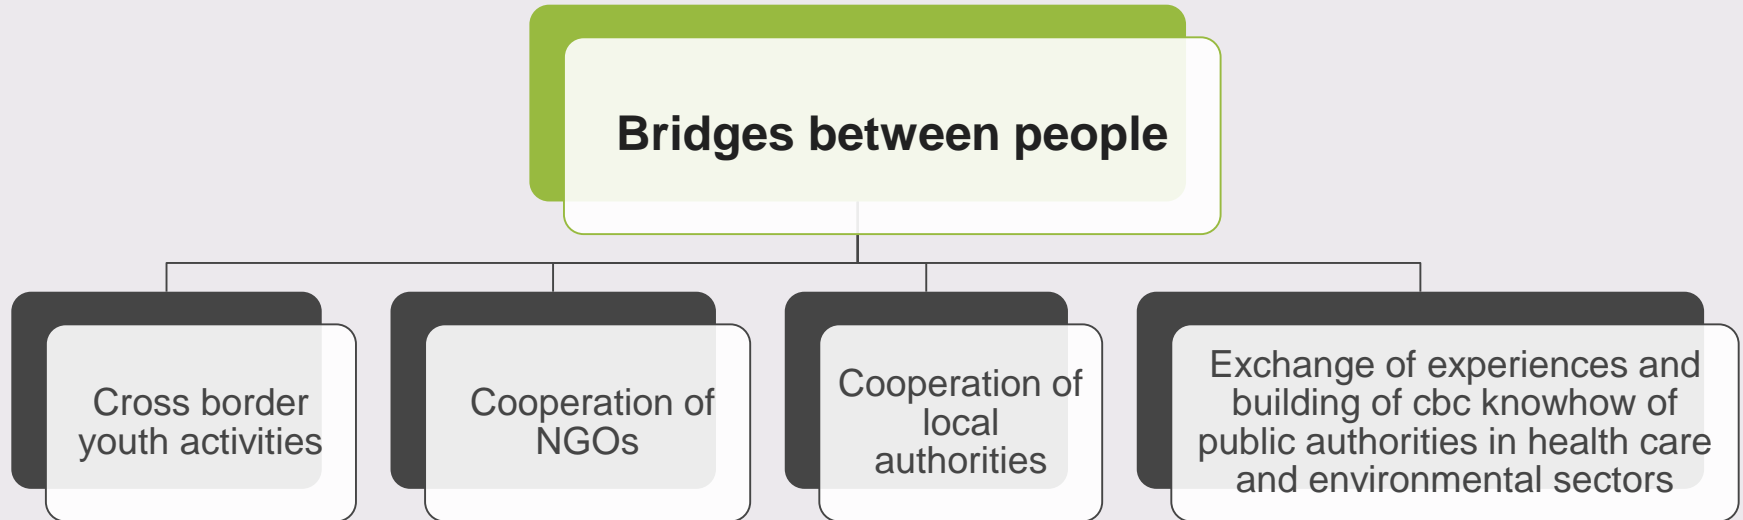 Bridges between people
Cross border
youth activities
Cooperation of
NGOs
Cooperation of
local
authorities
Exchange of experiences and
building of cbc knowhow of
public authorities in health care
and environmental sectors